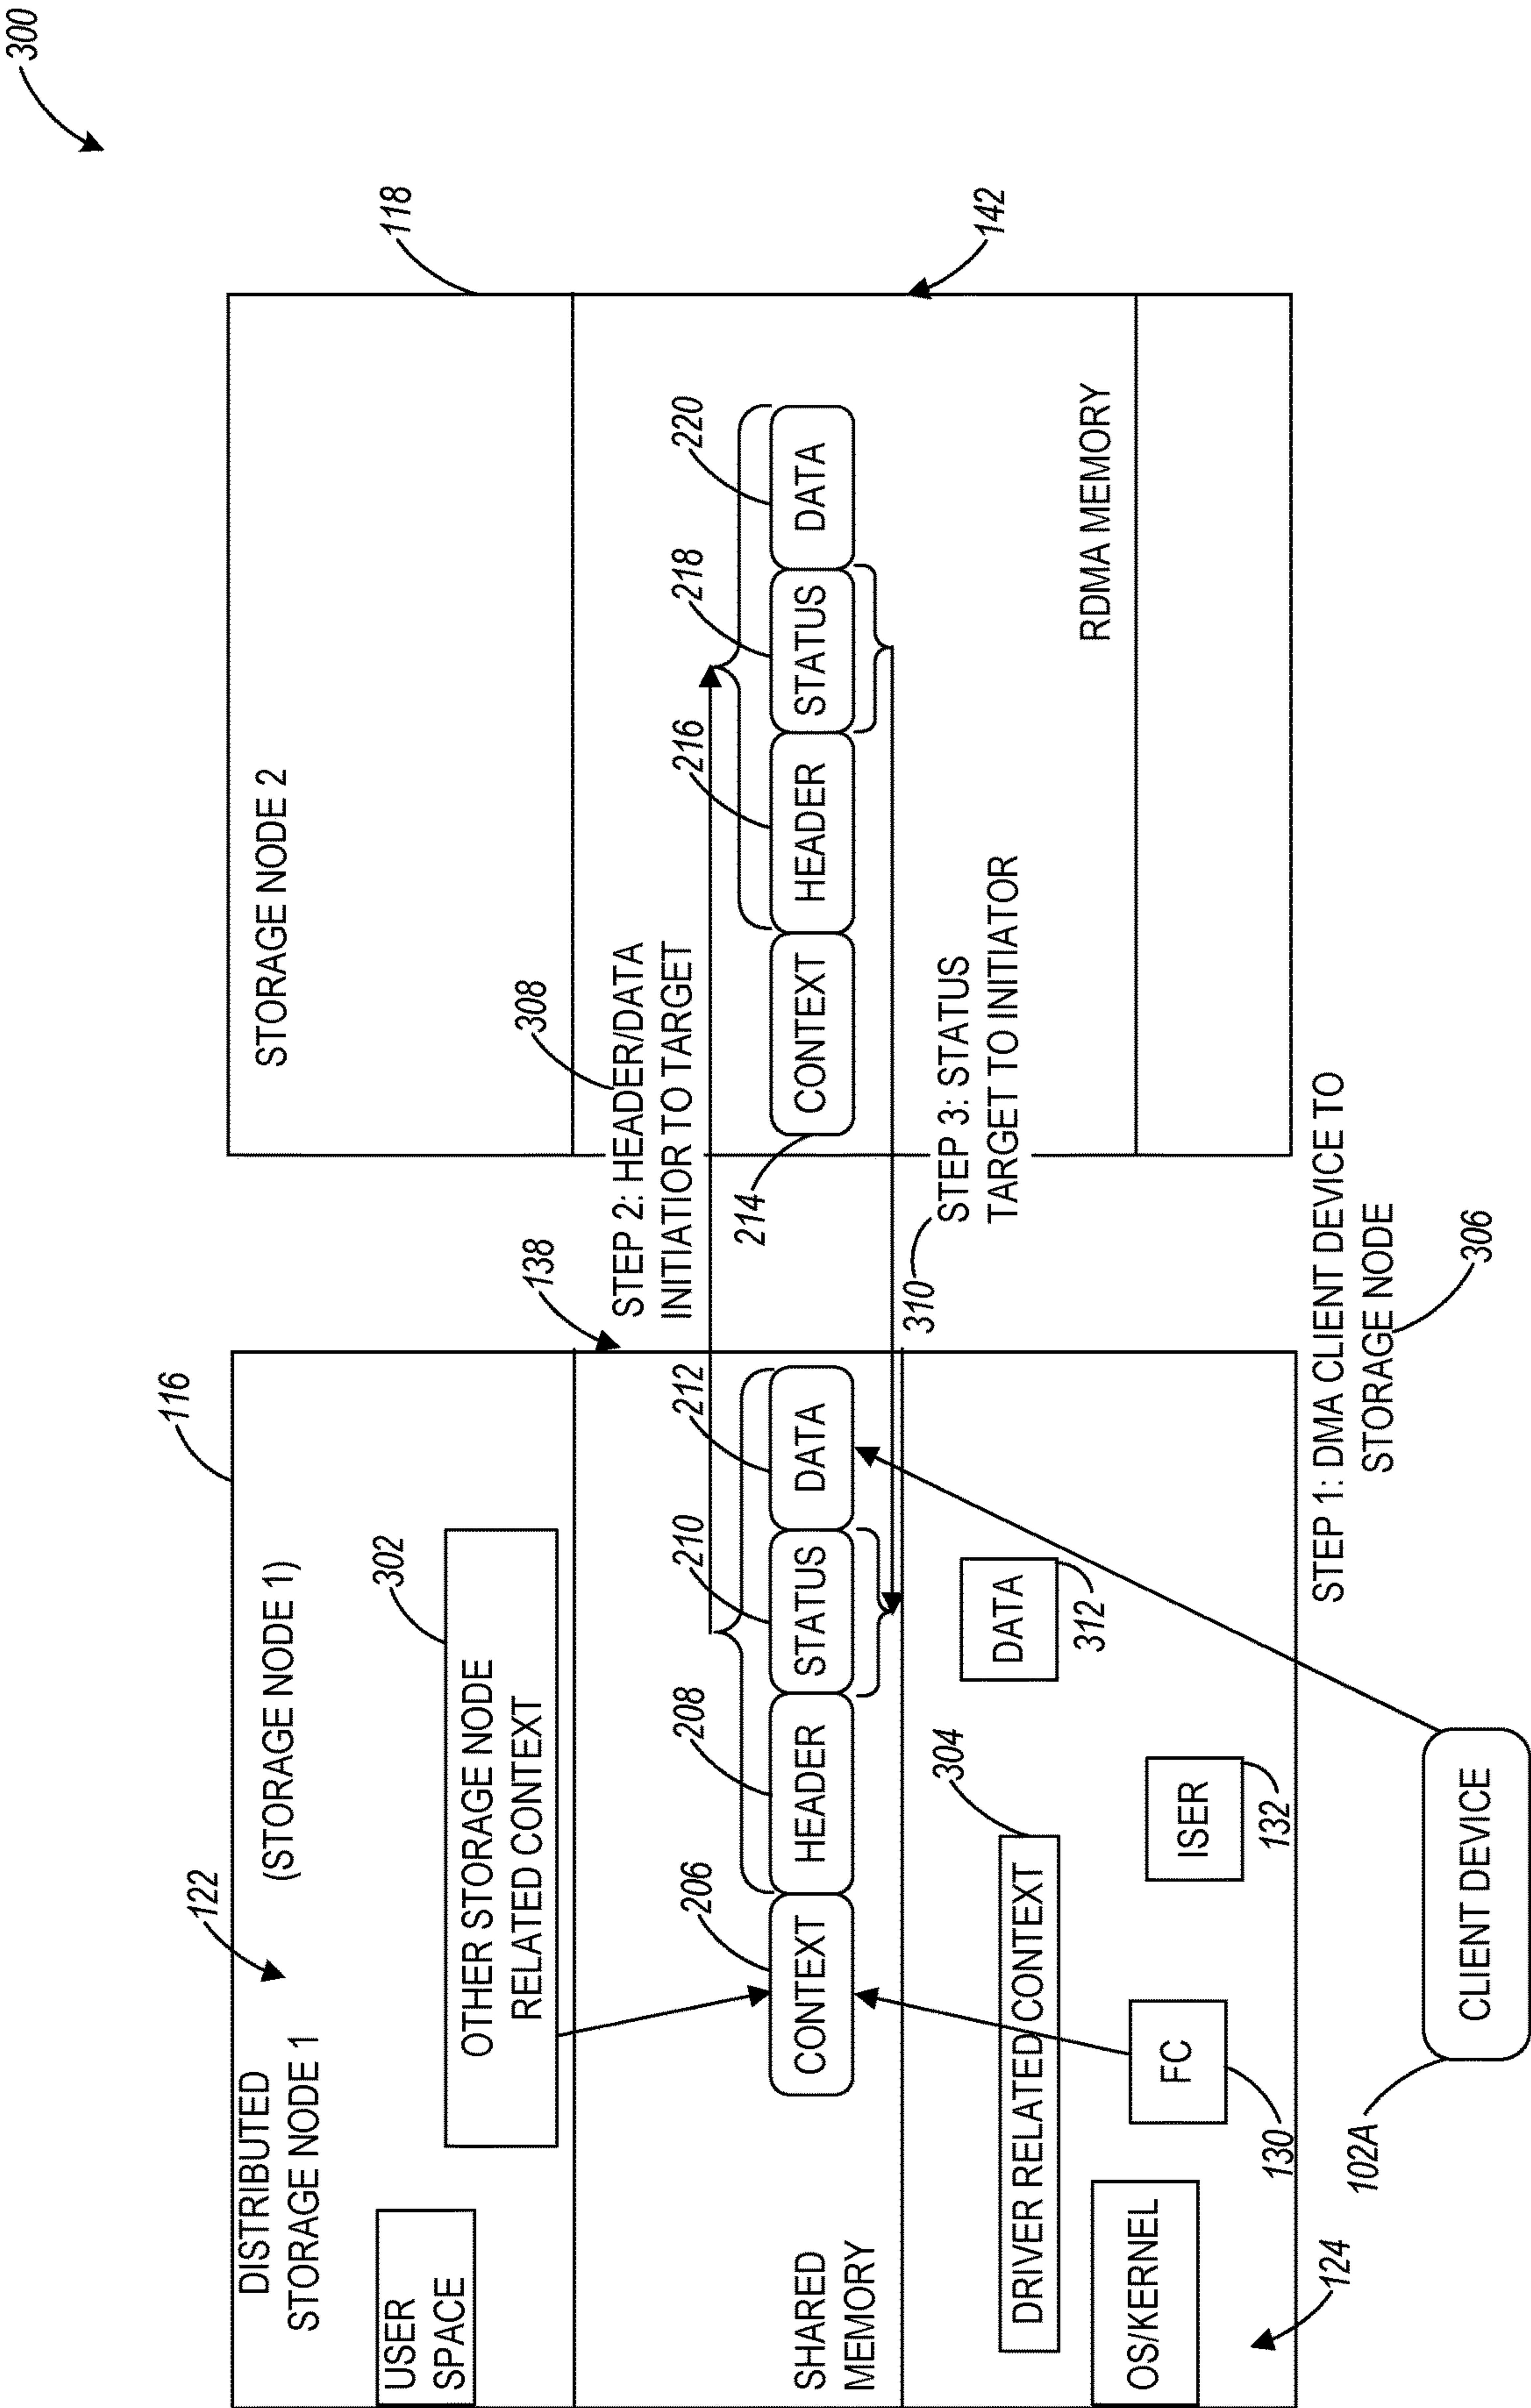 300
116
122
DISTRIBUTED
STORAGE NODE 1
(STORAGE NODE 1)
USER
SPACE
302
OTHER STORAGE NODE
RELATED CONTEXT
138
SHARED
MEMORY
206
208
210
212
CONTEXT
HEADER
STATUS
DATA
304
DRIVER RELATED CONTEXT
DATA
312
OS/KERNEL
FC
ISER
124
130
132
102A
CLIENT DEVICE
STEP 1: DMA CLIENT DEVICE TO
STORAGE NODE
306
308
STEP 2: HEADER/DATA
INITIATIOR TO TARGET
310
STEP 3: STATUS
TARGET TO INITIATOR
118
STORAGE NODE 2
142
214
216
218
220
CONTEXT
HEADER
STATUS
DATA
RDMA MEMORY